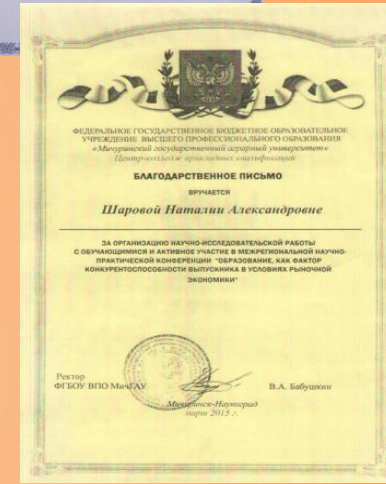 ФЕДЕРАЛЬНОЕ ГОСУДАРСТВЕННОЕ БЮДЖЕТНОЕ ОБРАЗОВАТЕЛЬНОЕ
УЧРЕЖДЕНИЕ ВЫСШЕГО ПРОФЕССИОНАЛЬНОГО ОБРАЗОВАНИЯ
«Мичуринский государственный аграрный университет»
Центр-колледж прикладных квалификаций
БЛАГОДАРСТВЕННОЕ ПИСЬМО
ВРУЧАЕТСЯ
Шаровой Наталии Александровне
ЗА ОРГАНИЗАЦИЮ НАУЧНО-ИССЛЕДОВАТЕЛЬСКОЙ РАБОТЫ
С ОБУЧАЮЩИМИСЯ И АКТИВНОЕ УЧАСТИЕ В МЕЖРЕГИОНАЛЬНОЙ НАУЧНО-
ПРАКТИЧЕСКОЙ КОНФЕРЕНЦИИ "ОБРАЗОВАНИЕ, КАК ФАКТОР
КОНКУРЕНТОСПОСОБНОСТИ ВЫПУСКНИКА В УСЛОВИЯХ РЫНОЧНОЙ
ЭКОНОМИКИ"
Ректор
ФГБОУ ВПО МичГАУ
В.А. Бабушкин
Мичуринск-Наукоград
март 2015 г.